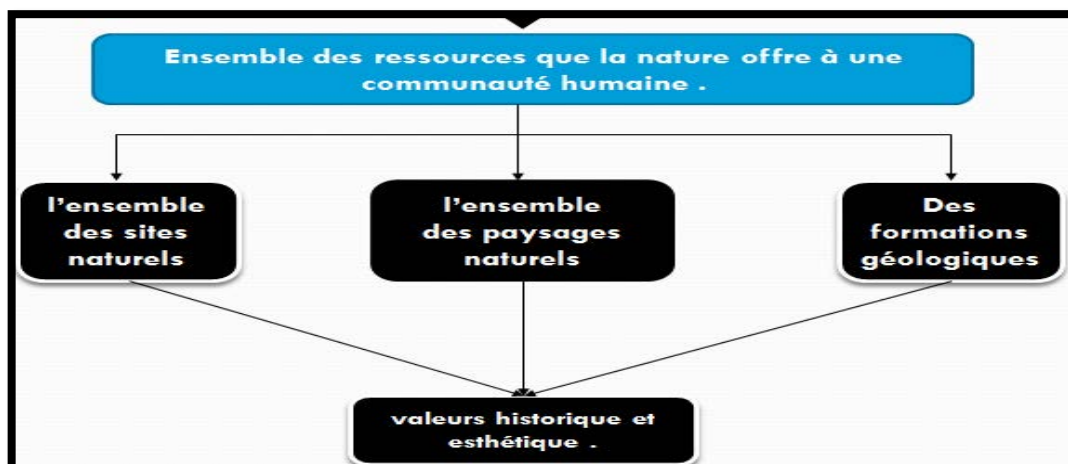 Ensemble des ressources que la nature offre à une
communauté humaine .
l'ensemble
des sites
naturels
l'ensemble
des paysages
naturels
Des
formations
géologiques
valeurs historique et
esthétique .